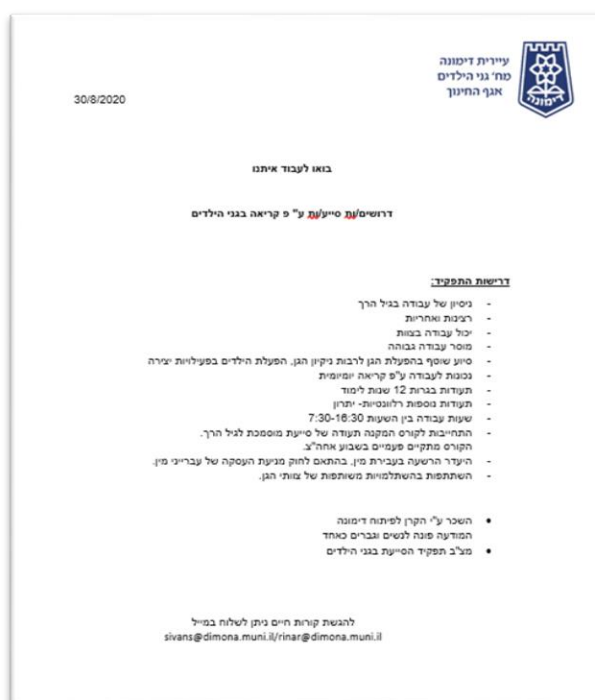 עיריית דימונה
מח' גני הילדים
אגף החינוך
דימונה
30/8/2020
בואו לעבוד איתנו
דרושים/ות סייע/ות ע"פ קריאה בגני הילדים
דרישות התפקיד:
- ניסיון של עבודה בגיל הרך
- רצינות ואחריות
- יכול עבודה בצוות
- מוסר עבודה גבוהה
- סיוע שוטף בהפעלת הגן לרבות ניקיון הגן, הפעלת הילדים בפעילויות יצירה
- נכונות לעבודה ע"פ קריאה יומיומית
- תעודות בגרות 12 שנות לימוד
- תעודות נוספות רלוונטיות- יתרון
- שעות עבודה בין השעות 7:30-16:30
- התחייבות לקורס המקנה תעודה של סייעת מוסמכת לגיל הרך.
הקורס מתקיים פעמיים בשבוע אחה"צ.
- היעדר הרשעה בעבירת מין, בהתאם לחוק מניעת העסקה של עברייני מין.
- השתתפות בהשתלמויות משותפות של צוותי הגן.
• השכר ע"י הקרן לפיתוח דימונה
המודעה פונה לנשים וגברים כאחד
• מצ"ב תפקיד הסייעת בגני הילדים
להגשת קורות חיים ניתן לשלוח במייל
sivans@dimona.muni.il/rinar@dimona.muni.il